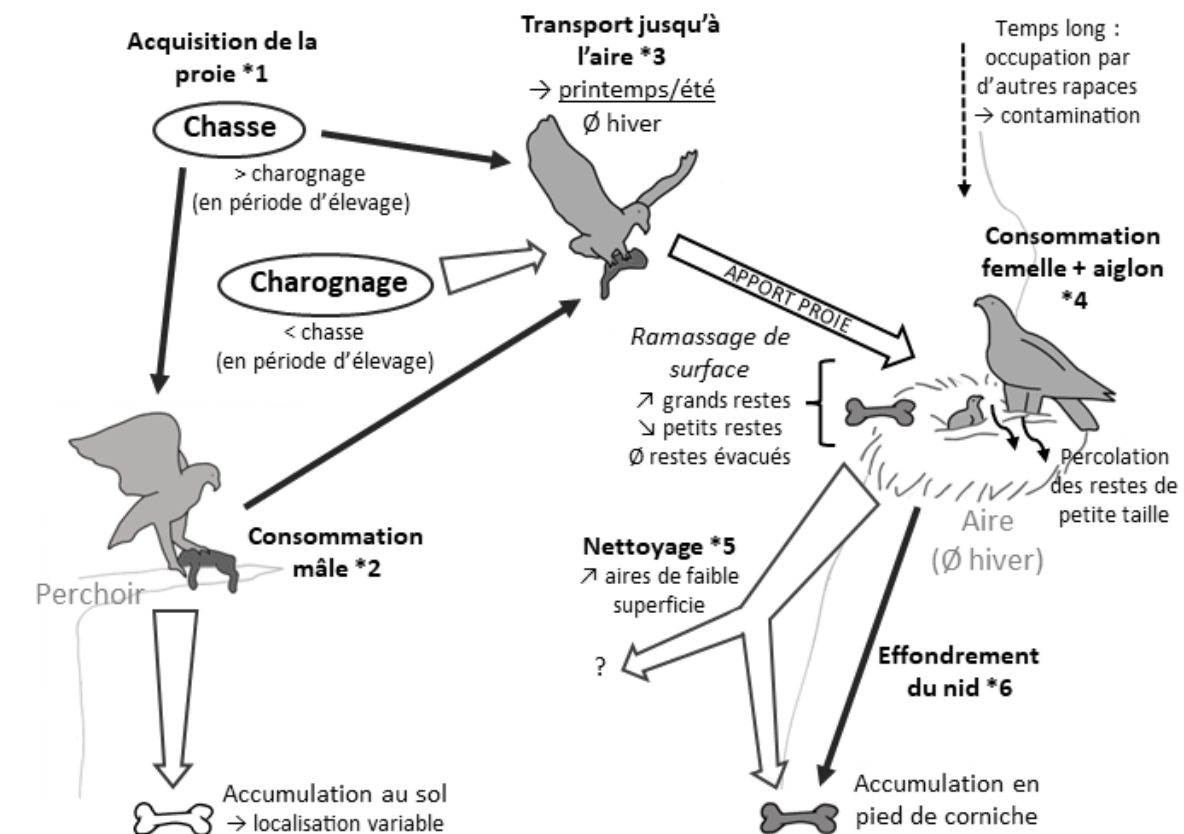 Acquisition de la
proie *1
Chasse
> charognage
(en période d'élevage)
Charognage
< chasse
(en période d'élevage)
Transport jusqu'à
l'aire *3
→ printemps/été
Ø hiver
Temps long :
occupation par
d'autres rapaces
→ contamination
Consommation
femelle + aiglon
*4
APPORT PROIE
Ramassage de
surface
↗ grands restes
↘ petits restes
Ø restes évacués
Percolation
des restes de
petite taille
Aire
(Ø hiver)
Consommation
mâle *2
Perchoir
Nettoyage *5
↗ aires de faible
superficie
?
Effondrement
du nid *6
Accumulation au sol
→ localisation variable
Accumulation en
pied de corniche